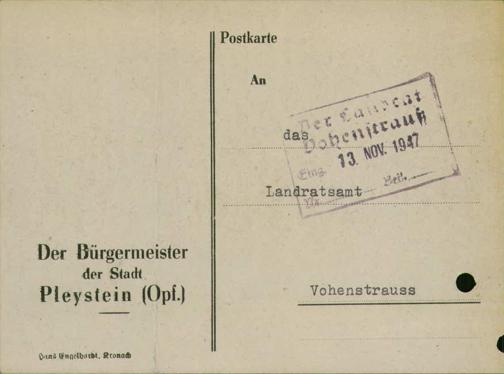 Postkarte
An
das
Der Landrat
Vohenstrauß
Eing. 13. NOV. 1947
Nr. Beil.
Landratsamt
Der Bürgermeister
der Stadt
Pleystein (Opf.)
Vohenstrauss
Hans Engelhardt, Kronach